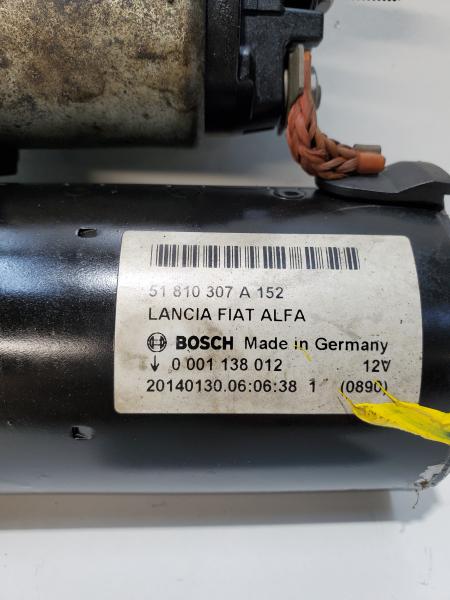 51 810 307 A 152
LANCIA FIAT ALFA
BOSCH Made in Germany
↓ 0 001 138 012 12V
20140130.06:06:38 1 (0890)